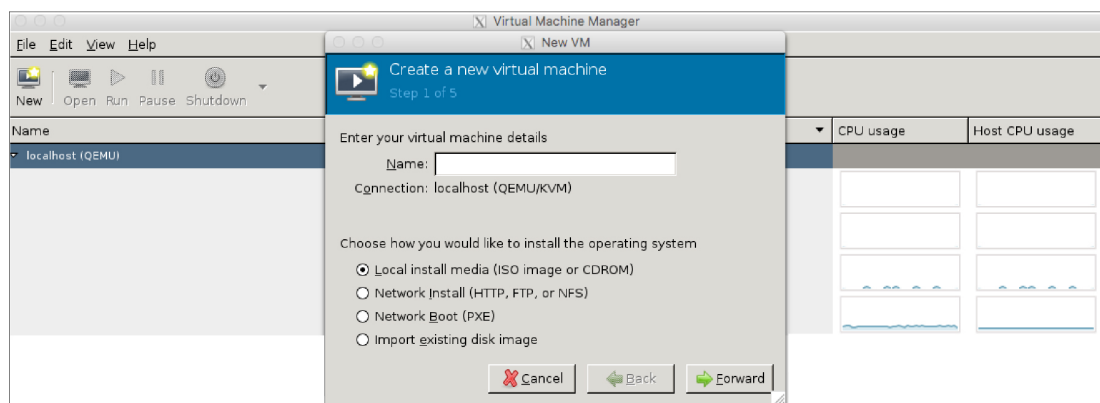 Virtual Machine Manager
File Edit View Help
New Open Run Pause Shutdown
Name CPU usage Host CPU usage
localhost (QEMU)
New VM
Create a new virtual machine
Step 1 of 5
Enter your virtual machine details
Name:
Connection: localhost (QEMU/KVM)
Choose how you would like to install the operating system
Local install media (ISO image or CDROM)
Network Install (HTTP, FTP, or NFS)
Network Boot (PXE)
Import existing disk image
Cancel Back Forward